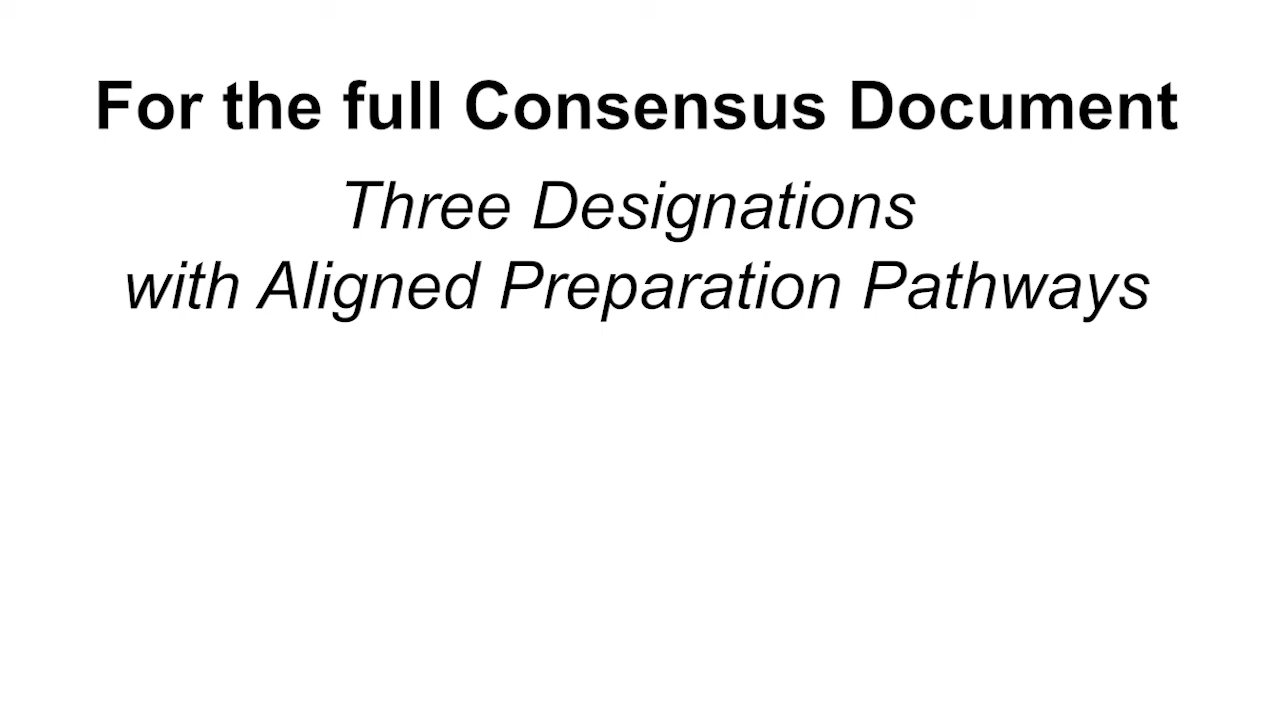 For the full Consensus Document
Three Designations
with Aligned Preparation Pathways